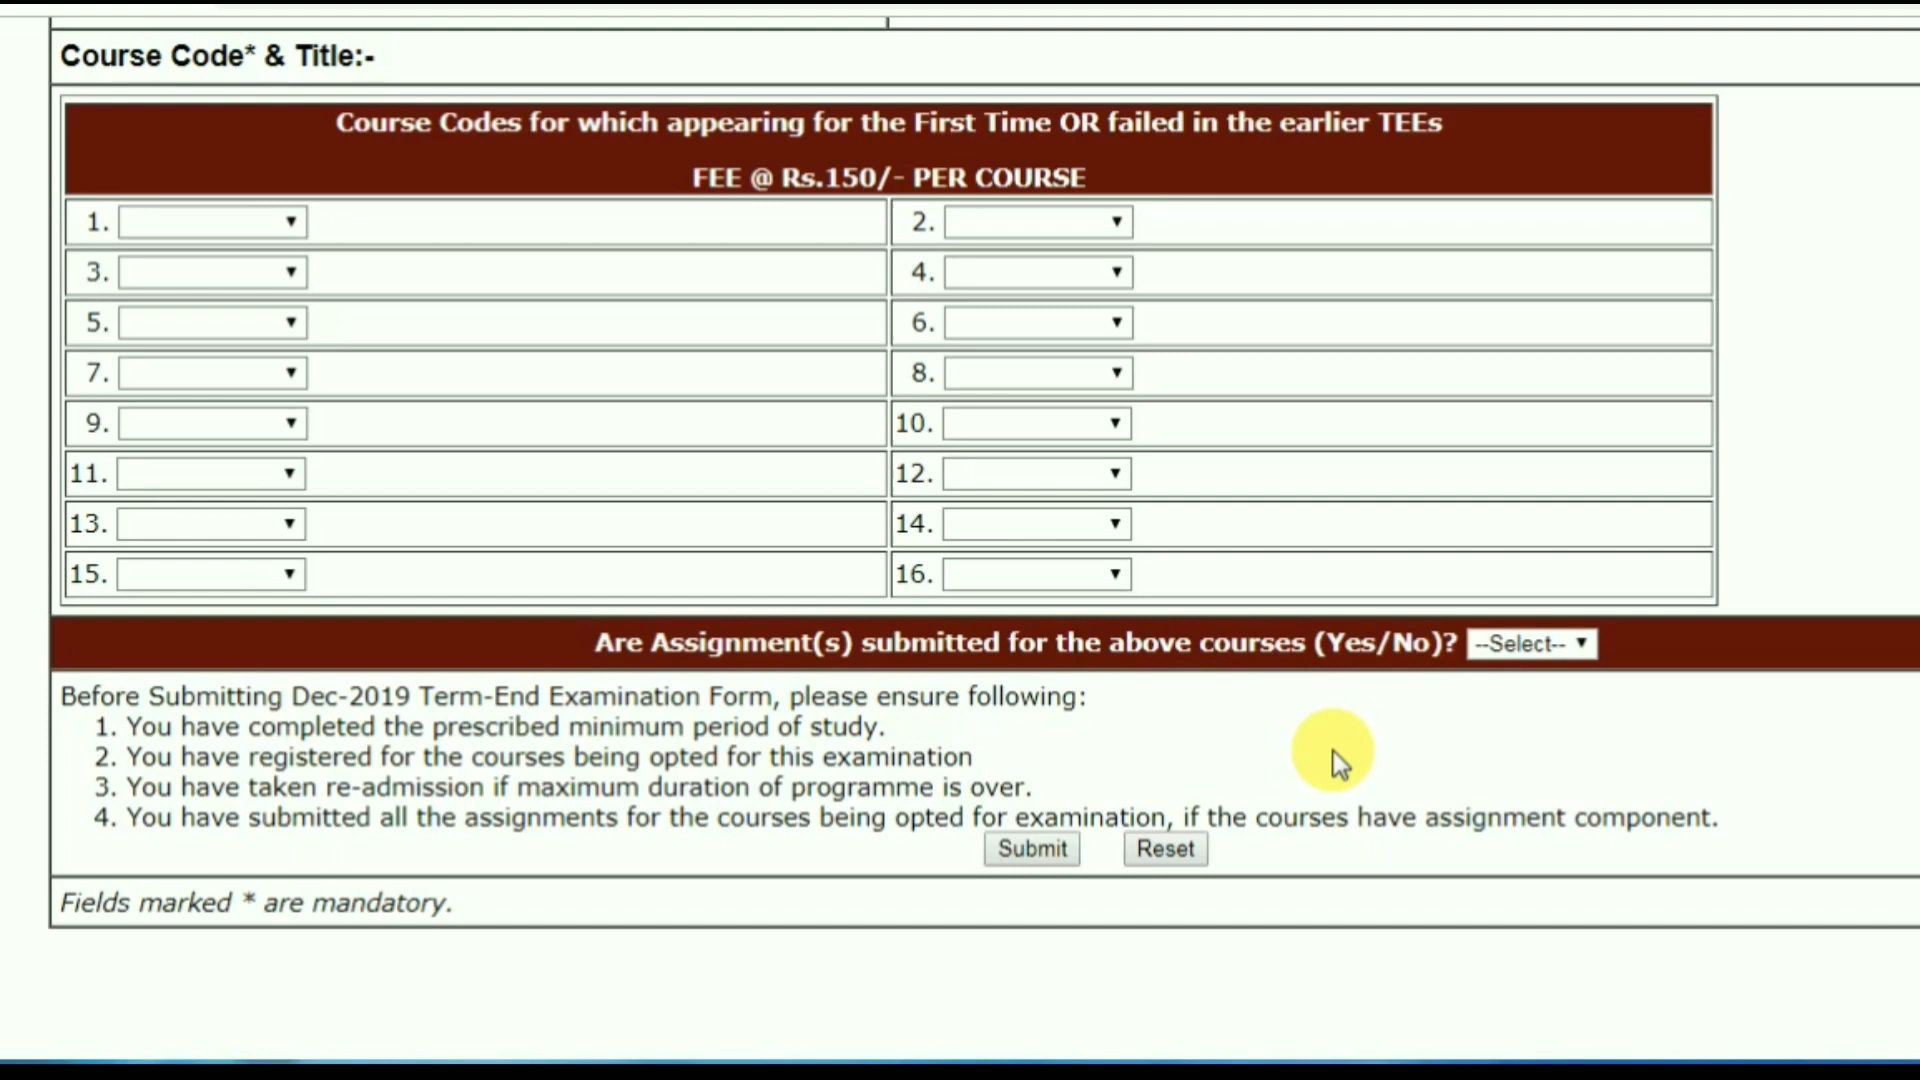 Course Code* & Title:-
Course Codes for which appearing for the First Time OR failed in the earlier TEEs
FEE @ Rs.150/- PER COURSE
1. 2.
3. 4.
5. 6.
7. 8.
9. 10.
11. 12.
13. 14.
15. 16.
Are Assignment(s) submitted for the above courses (Yes/No)? --Select--
Before Submitting Dec-2019 Term-End Examination Form, please ensure following:
1. You have completed the prescribed minimum period of study.
2. You have registered for the courses being opted for this examination
3. You have taken re-admission if maximum duration of programme is over.
4. You have submitted all the assignments for the courses being opted for examination, if the courses have assignment component.
Submit Reset
Fields marked * are mandatory.